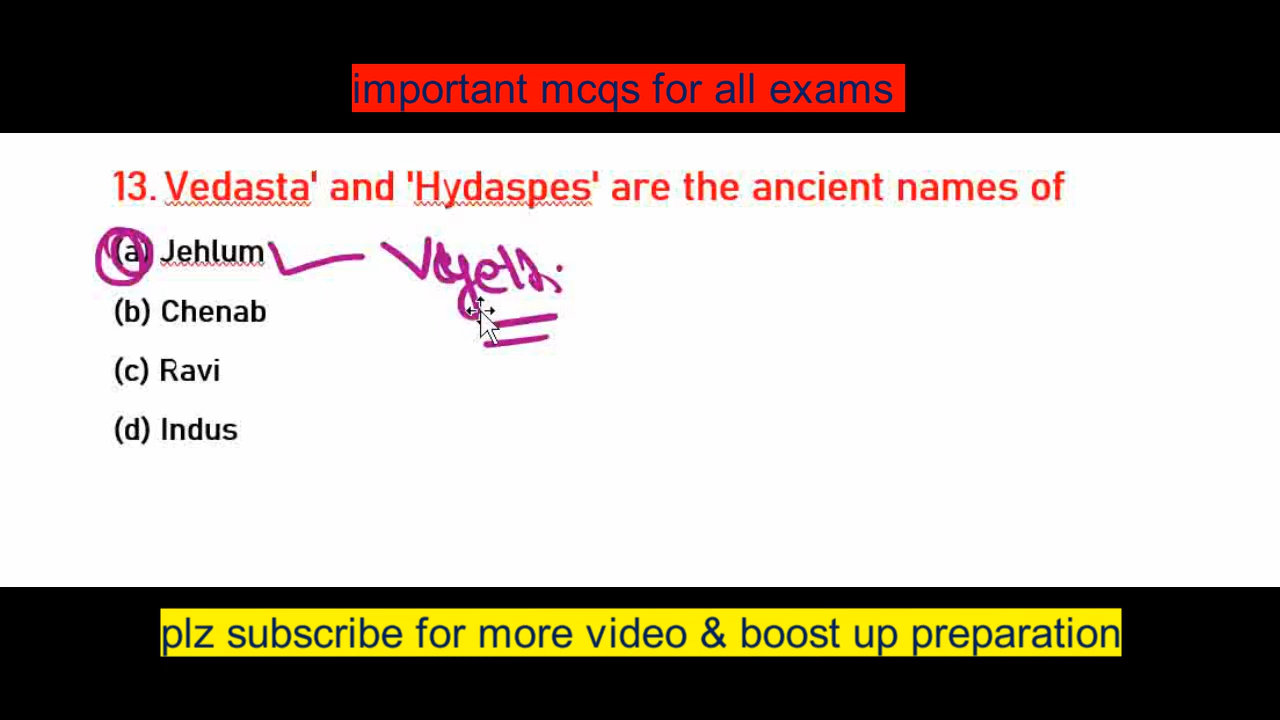 important mcqs for all exams
13. Vedasta' and 'Hydaspes' are the ancient names of
(a) Jehlum
(b) Chenab
(c) Ravi
(d) Indus
plz subscribe for more video & boost up preparation